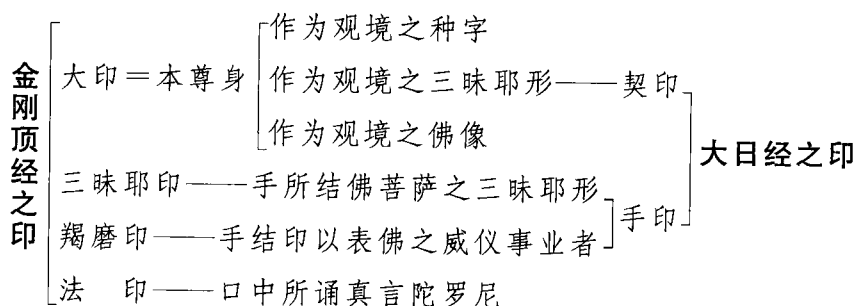 金刚顶经之印
大印＝本尊身
作为观境之种字
作为观境之三昧耶形——契印
作为观境之佛像
三昧耶印——手所结佛菩萨之三昧耶形
羯磨印——手结印以表佛之威仪事业者
手印
法　印——口中所诵真言陀罗尼
大日经之印